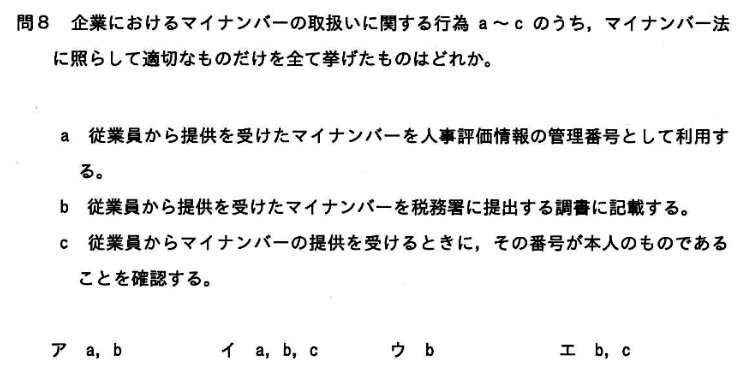 問8 企業におけるマイナンバーの取扱いに関する行為 a～c のうち，マイナンバー法
に照らして適切なものだけを全て挙げたものはどれか。
a 従業員から提供を受けたマイナンバーを人事評価情報の管理番号として利用す
る。
b 従業員から提供を受けたマイナンバーを税務署に提出する調書に記載する。
c 従業員からマイナンバーの提供を受けるときに，その番号が本人のものである
ことを確認する。
ア a，b イ a，b，c ウ b エ b，c